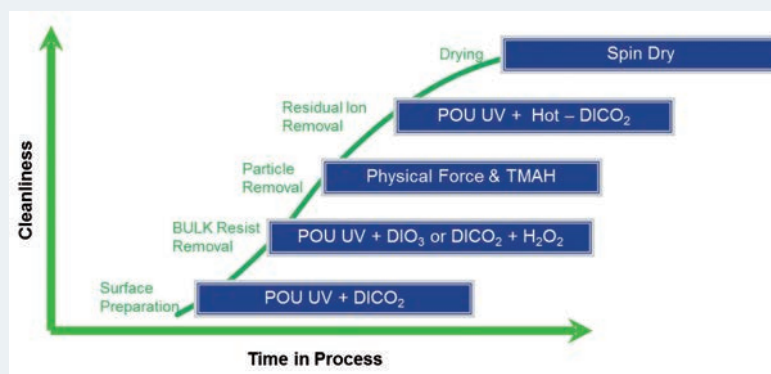 Drying
Spin Dry
Residual Ion
Removal
POU UV + Hot – DICO₂
Particle
Removal
Physical Force & TMAH
BULK Resist
Removal
POU UV + DIO₃ or DICO₂ + H₂O₂
Surface
Preparation
POU UV + DICO₂
Cleanliness
Time in Process